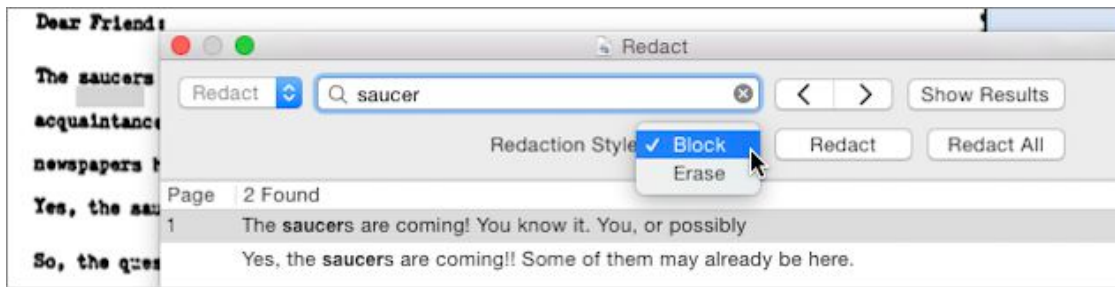 Dear Friend:
Redact
The saucers
Redact saucer Show Results
acquaintance
Redaction Style Block Redact Redact All
newspapers
Erase
Page 2 Found
Yes, the
1 The saucers are coming! You know it. You, or possibly
So, the
Yes, the saucers are coming!! Some of them may already be here.